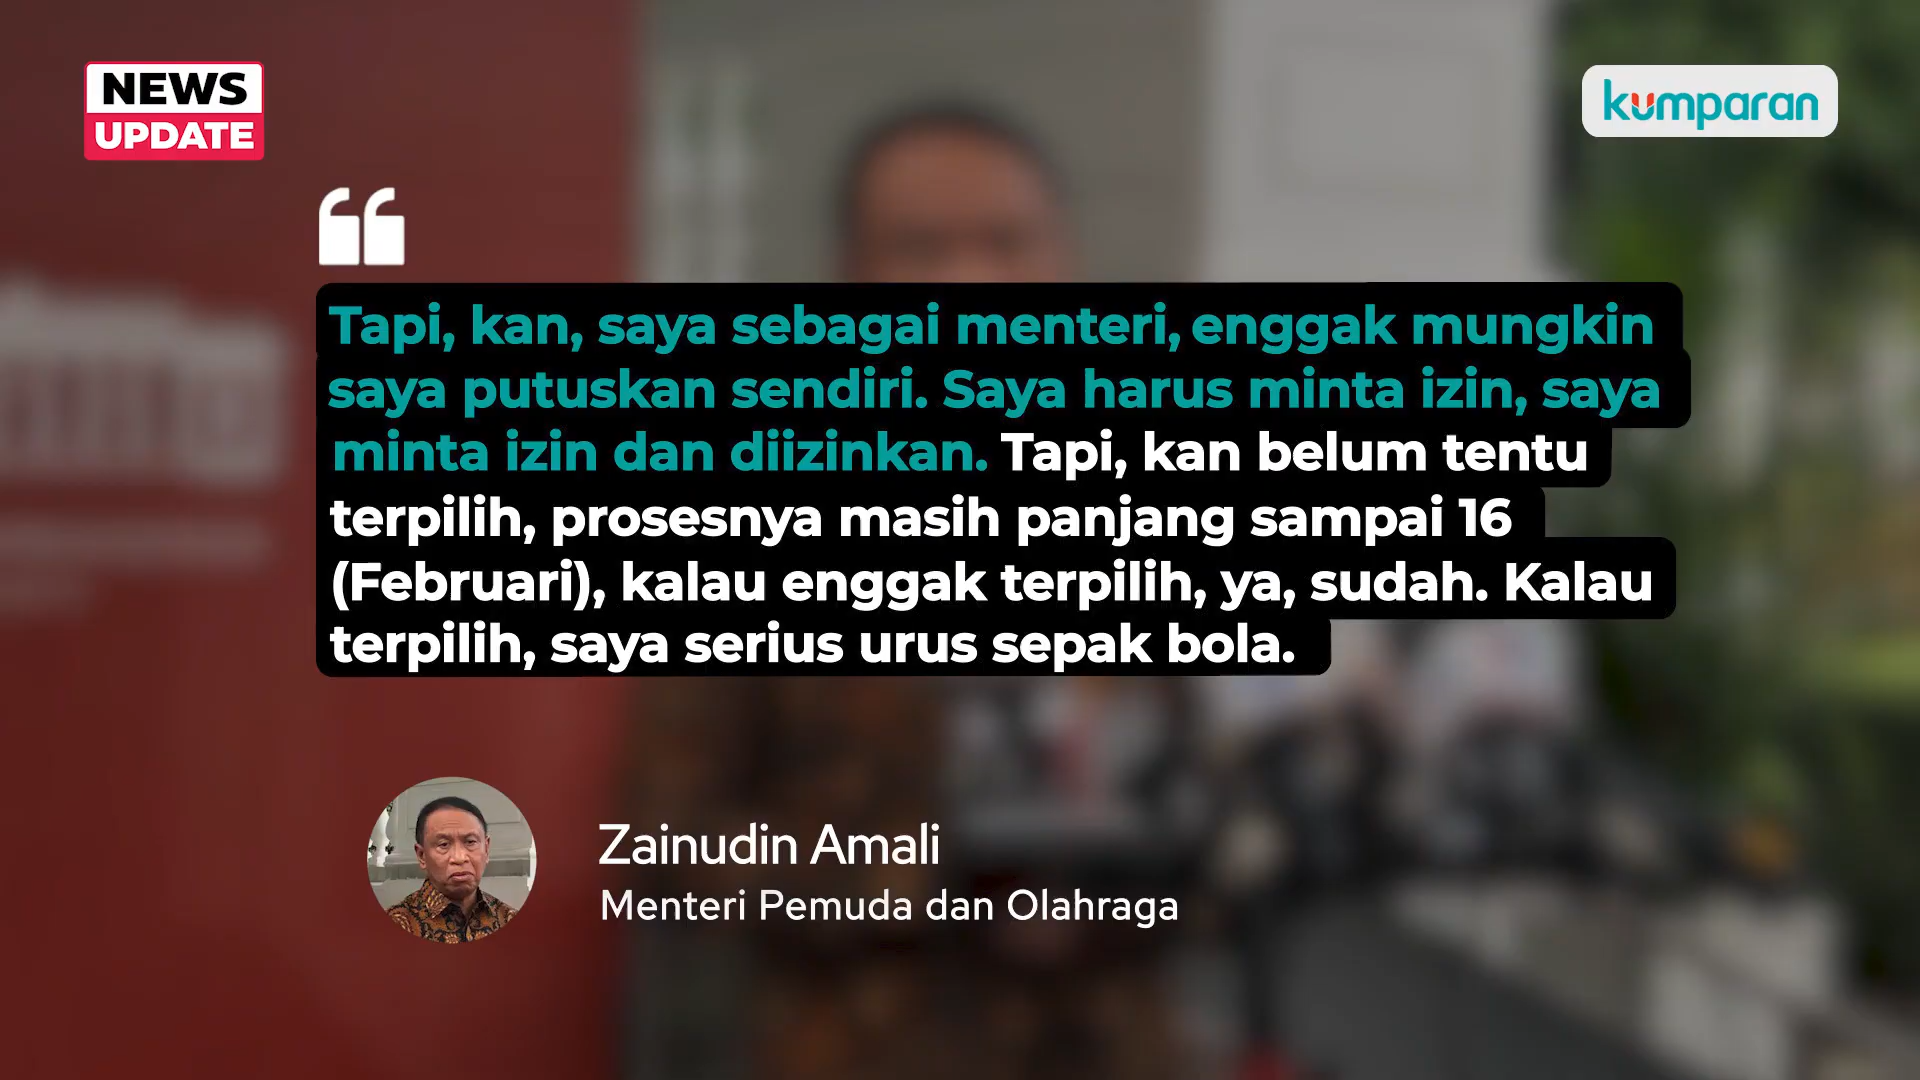 NEWS
UPDATE
kumparan
“
Tapi, kan, saya sebagai menteri, enggak mungkin
saya putuskan sendiri. Saya harus minta izin, saya
minta izin dan diizinkan. Tapi, kan belum tentu
terpilih, prosesnya masih panjang sampai 16
(Februari), kalau enggak terpilih, ya, sudah. Kalau
terpilih, saya serius urus sepak bola.
Zainudin Amali
Menteri Pemuda dan Olahraga